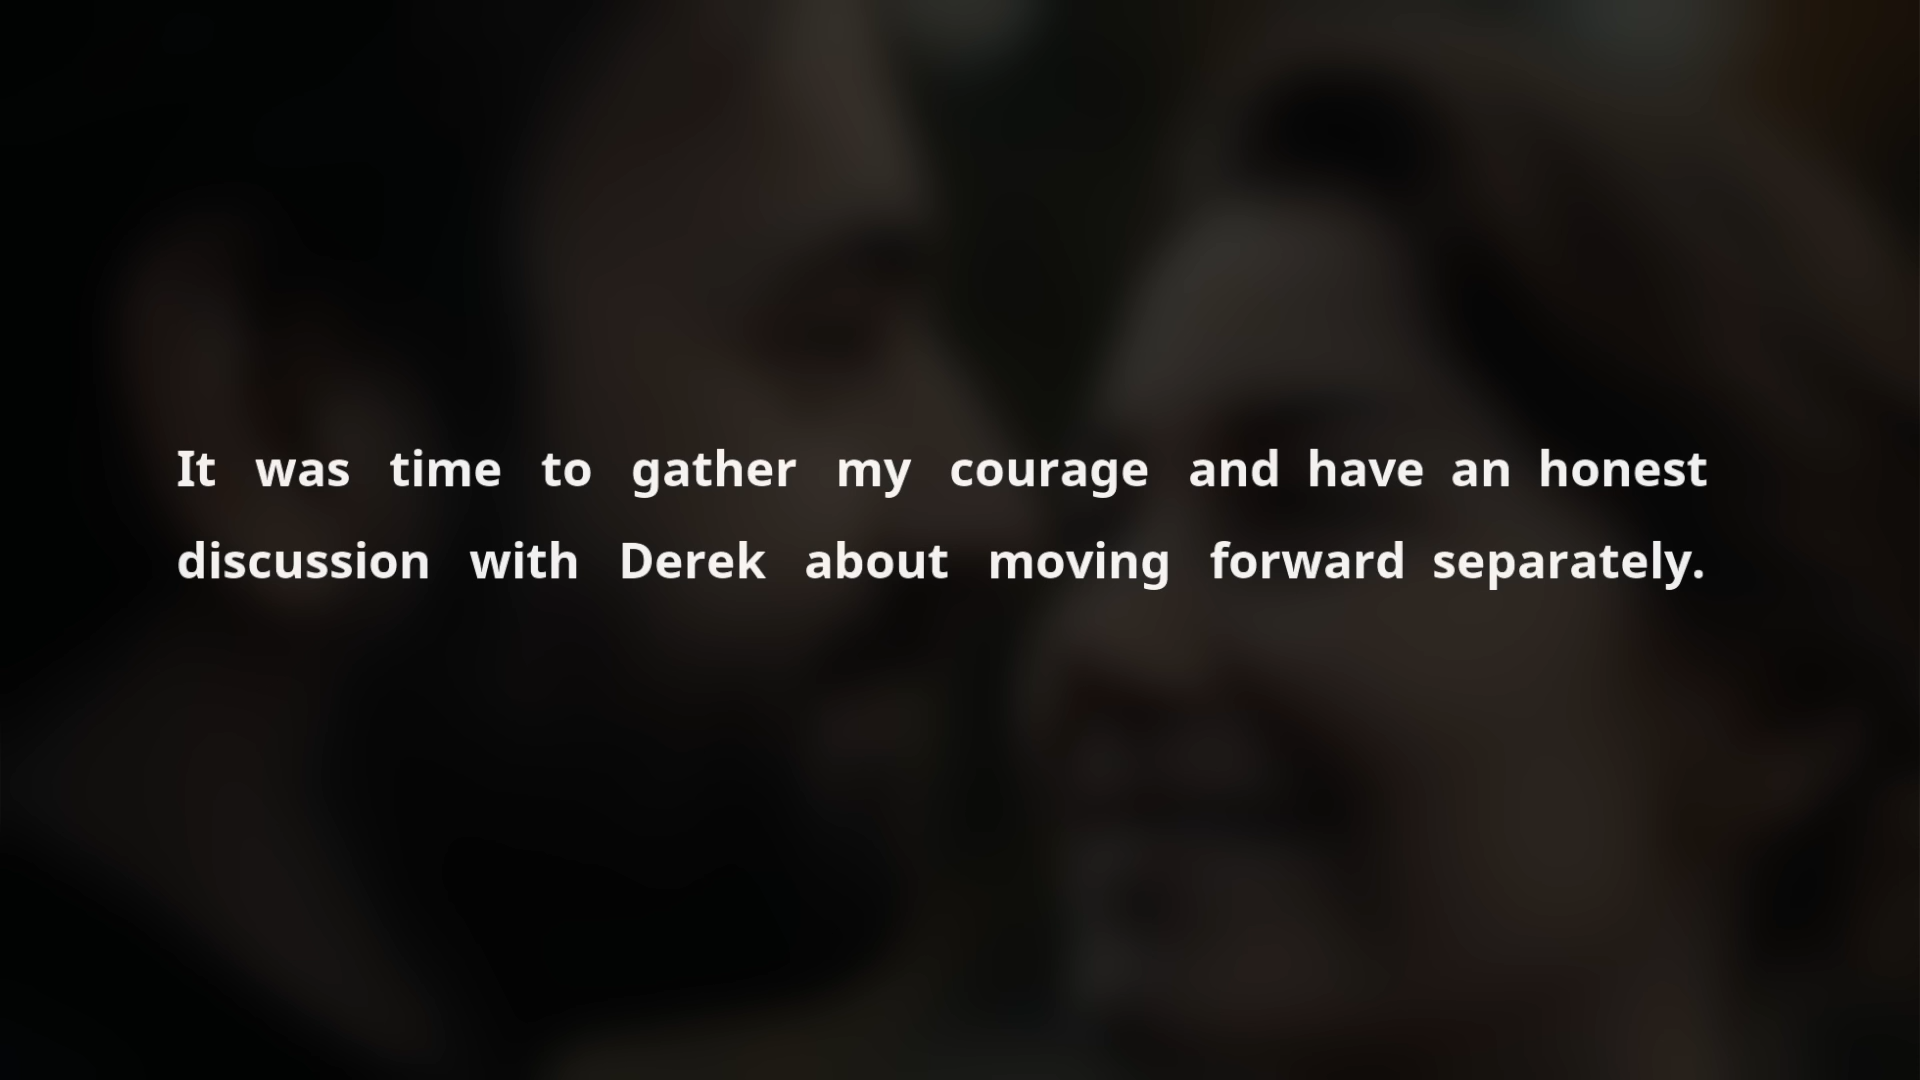 It was time to gather my courage and have an honest
discussion with Derek about moving forward separately.